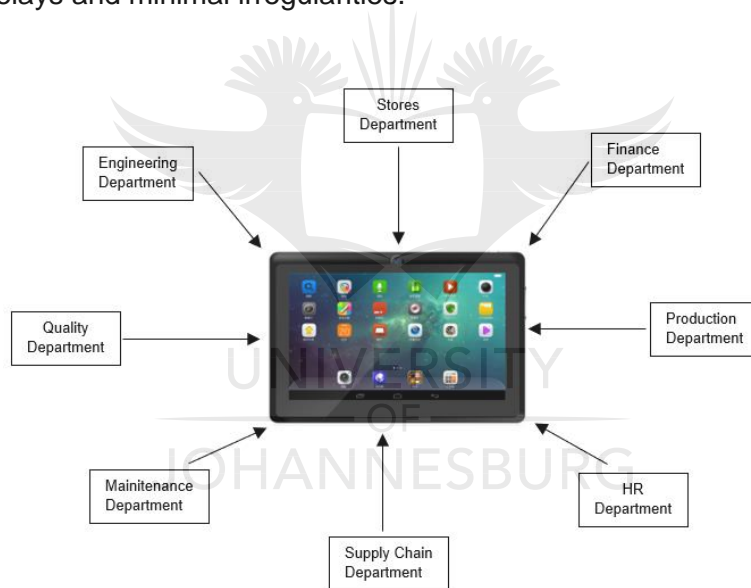 elays and minimal irregularities.
Stores
Department
Engineering
Department
Finance
Department
Quality
Department
Production
Department
UNIVERSITY
OF
JOHANNESBURG
Mainitenance
Department
HR
Department
Supply Chain
Department